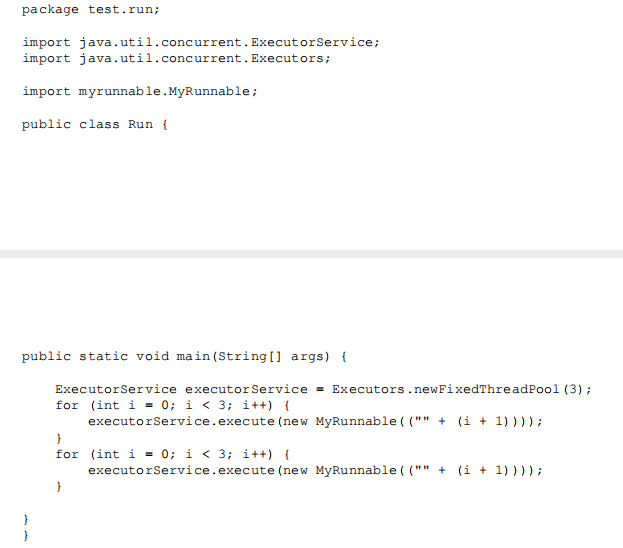 package test.run;
import java.util.concurrent.ExecutorService;
import java.util.concurrent.Executors;
import myrunnable.MyRunnable;
public class Run {
public static void main(String[] args) {
ExecutorService executorService = Executors.newFixedThreadPool(3);
for (int i = 0; i < 3; i++) {
executorService.execute(new MyRunnable(("" + (i + 1))));
}
for (int i = 0; i < 3; i++) {
executorService.execute(new MyRunnable(("" + (i + 1))));
}
}
}